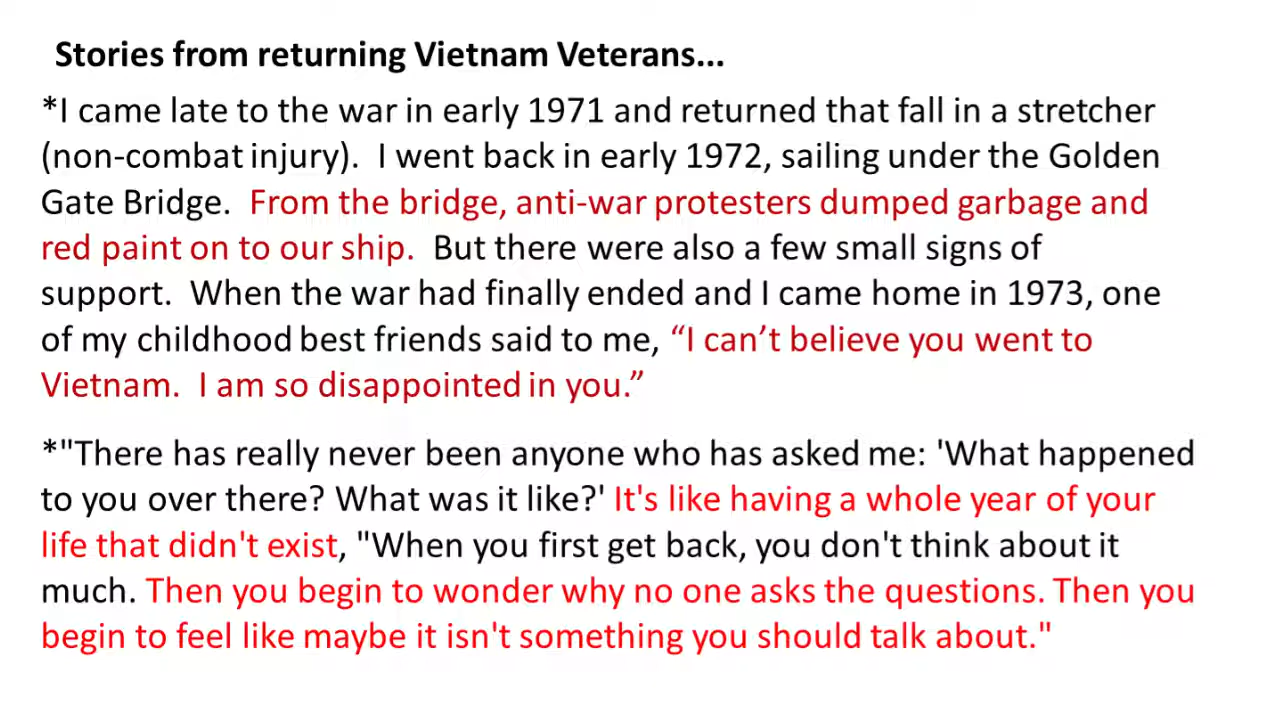 Stories from returning Vietnam Veterans...
*I came late to the war in early 1971 and returned that fall in a stretcher
(non-combat injury).  I went back in early 1972, sailing under the Golden
Gate Bridge.  From the bridge, anti-war protesters dumped garbage and
red paint on to our ship.  But there were also a few small signs of
support.  When the war had finally ended and I came home in 1973, one
of my childhood best friends said to me, “I can’t believe you went to
Vietnam.  I am so disappointed in you.”
*"There has really never been anyone who has asked me: 'What happened
to you over there? What was it like?' It's like having a whole year of your
life that didn't exist, "When you first get back, you don't think about it
much. Then you begin to wonder why no one asks the questions. Then you
begin to feel like maybe it isn't something you should talk about."